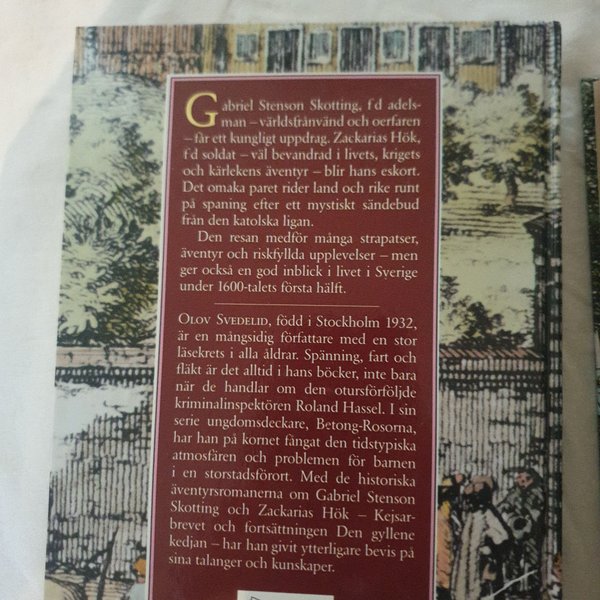 Gabriel Stenson Skotting, f d adels-
man – världsfrånvänd och oerfaren
– får ett kungligt uppdrag. Zackarias Hök,
f d soldat – väl bevandrad i livets, krigets
och kärlekens äventyr – blir hans eskort.
Det omaka paret rider land och rike runt
på spaning efter ett mystiskt sändebud
från den katolska ligan.
Den resan medför många strapatser,
äventyr och riskfyllda upplevelser – men
ger också en god inblick i livet i Sverige
under 1600-talets första hälft.
OLOV SVEDELID, född i Stockholm 1932,
är en mångsidig författare med en stor
läsekrets i alla åldrar. Spänning, fart och
fläkt är det alltid i hans böcker, inte bara
när de handlar om den otursförföljde
kriminalinspektören Roland Hassel. I sin
serie ungdomsdeckare, Betong-Rosorna,
har han på kornet fångat den tidstypiska
atmosfären och problemen för barnen
i en storstadsförort. Med de historiska
äventyrsromanerna om Gabriel Stenson
Skotting och Zackarias Hök – Kejsar-
brevet och fortsättningen Den gyllene
kedjan – har han givit ytterligare bevis på
sina talanger och kunskaper.